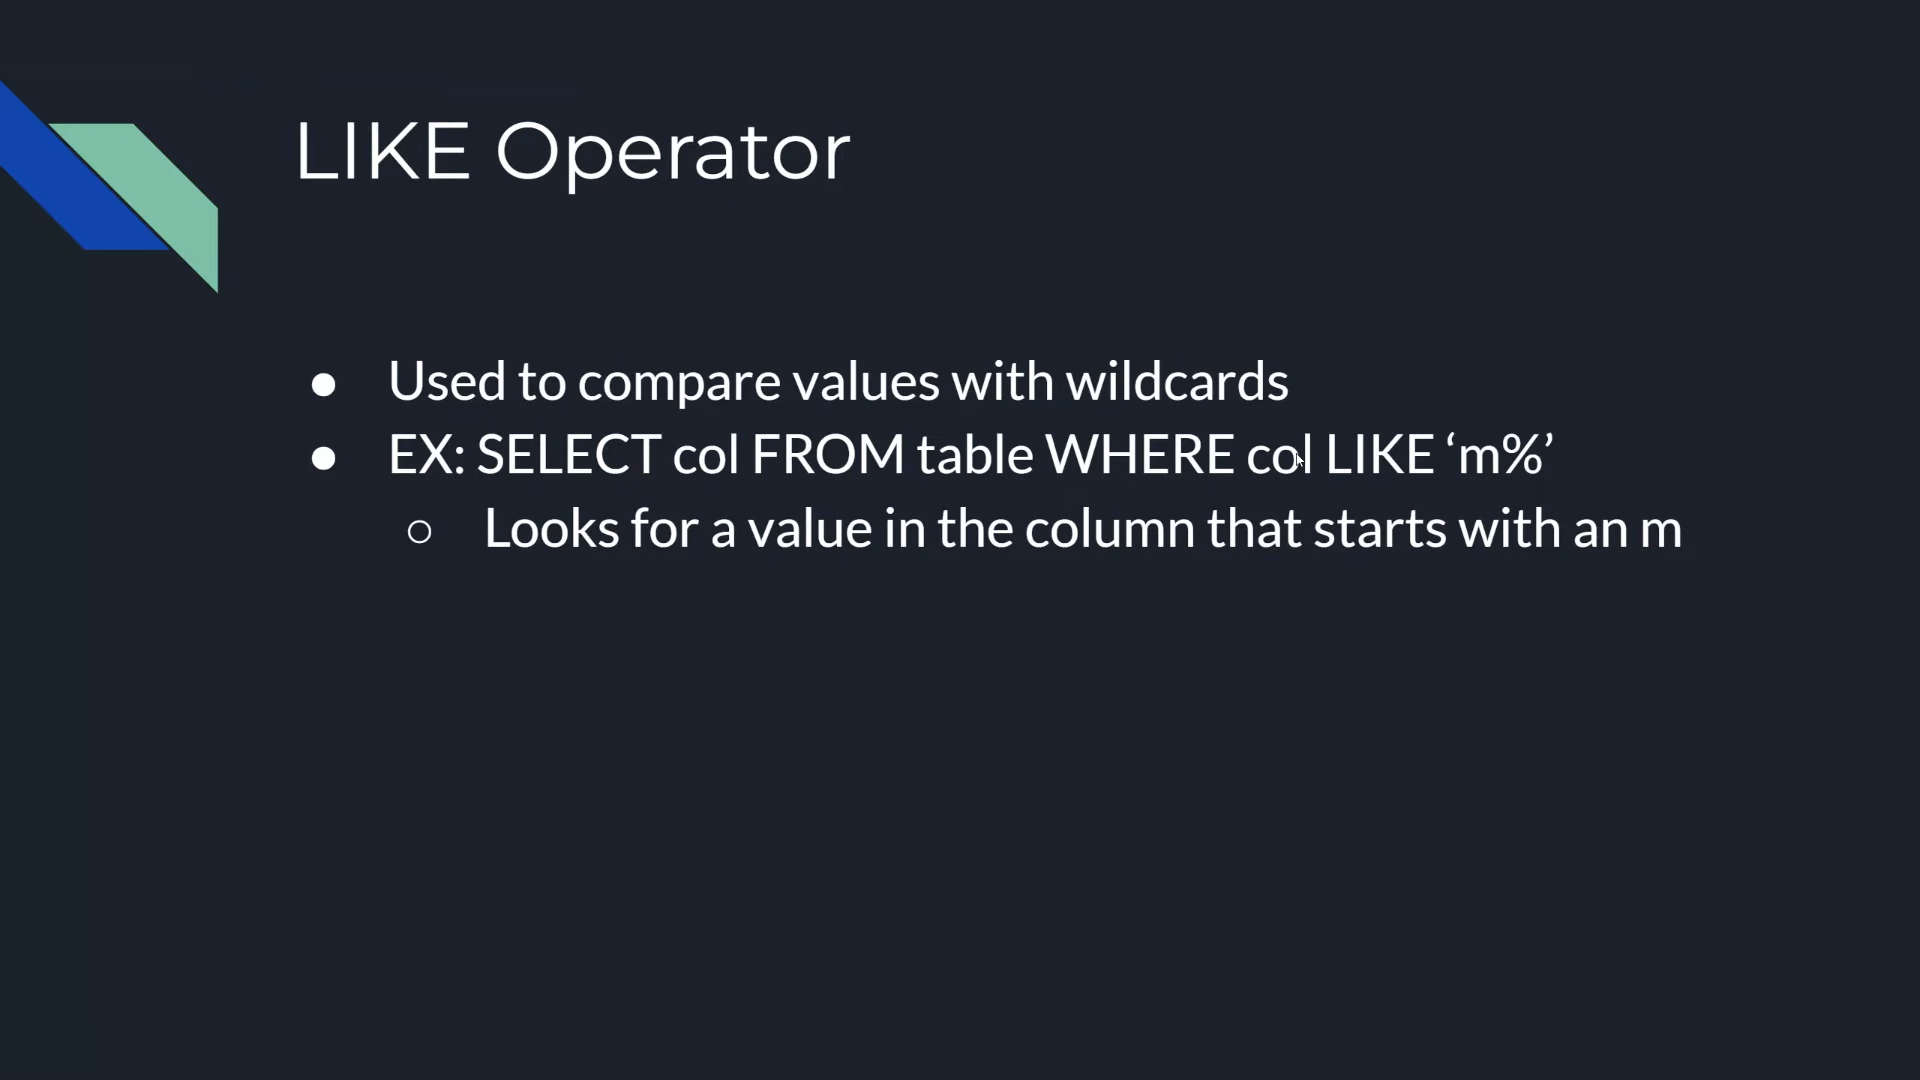 LIKE Operator
● Used to compare values with wildcards
● EX: SELECT col FROM table WHERE col LIKE ‘m%’
○ Looks for a value in the column that starts with an m